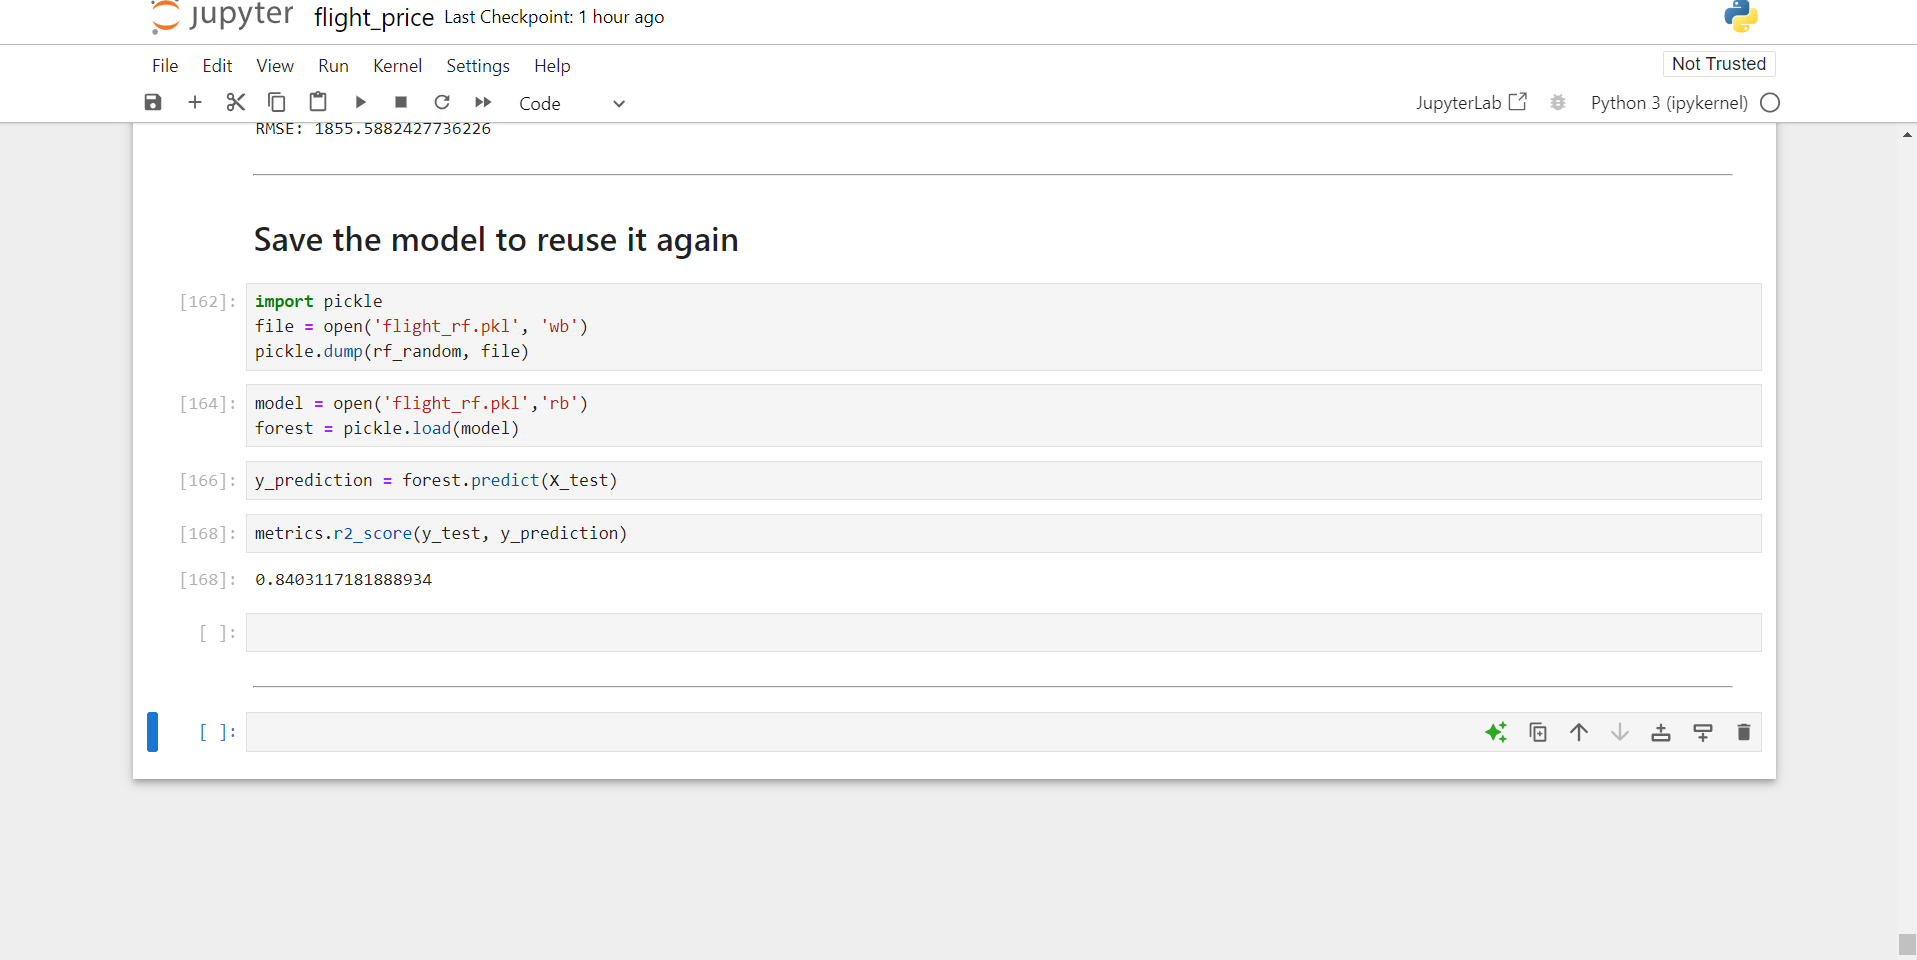 jupyter flight_price Last Checkpoint: 1 hour ago
File Edit View Run Kernel Settings Help Not Trusted
Code JupyterLab Python 3 (ipykernel)
RMSE: 1855.5882427736226
Save the model to reuse it again
[162]: import pickle
file = open('flight_rf.pkl', 'wb')
pickle.dump(rf_random, file)
[164]: model = open('flight_rf.pkl','rb')
forest = pickle.load(model)
[166]: y_prediction = forest.predict(X_test)
[168]: metrics.r2_score(y_test, y_prediction)
[168]: 0.8403117181888934
[ ]:
[ ]: